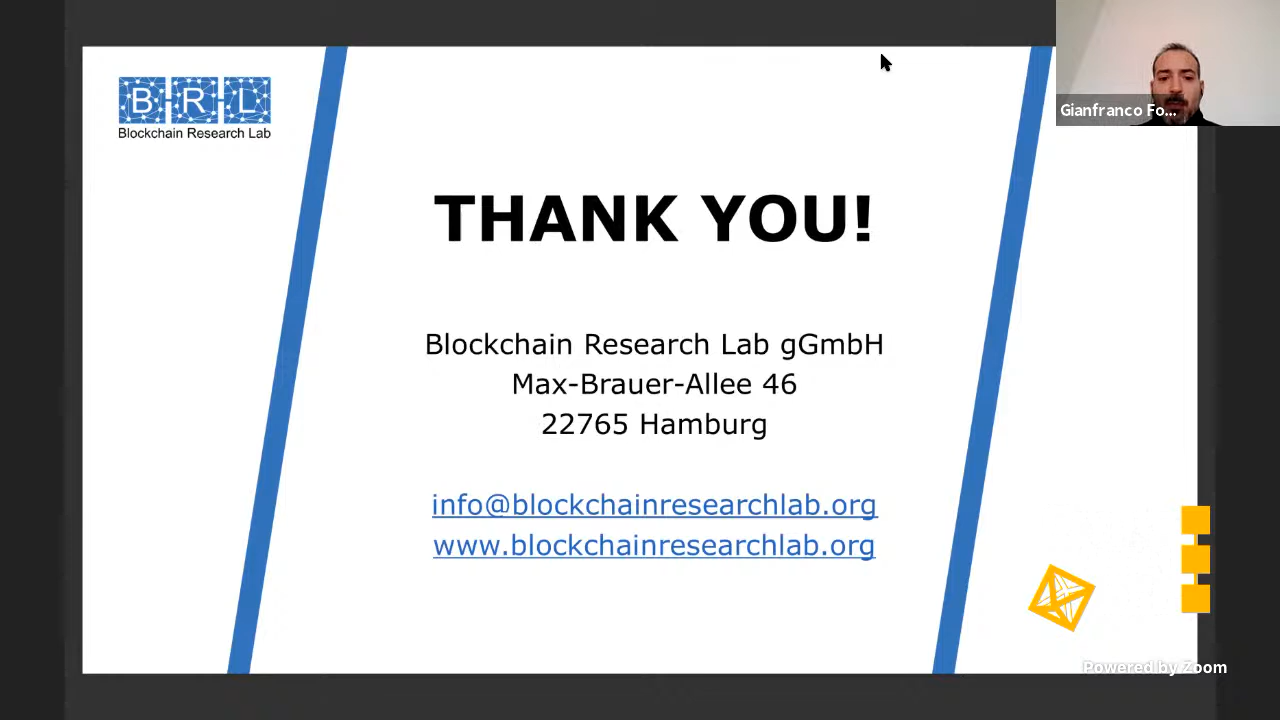 B R L
Blockchain Research Lab
Gianfranco Fo...
THANK YOU!
Blockchain Research Lab gGmbH
Max-Brauer-Allee 46
22765 Hamburg
info@blockchainresearchlab.org
www.blockchainresearchlab.org
Powered by Zoom